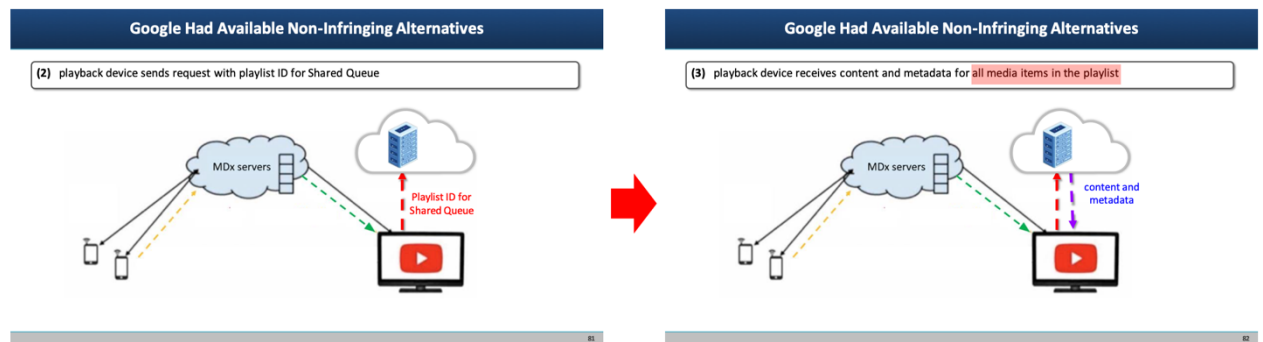 Google Had Available Non-Infringing Alternatives
(2) playback device sends request with playlist ID for Shared Queue
MDx servers
Playlist ID for
Shared Queue
81
Google Had Available Non-Infringing Alternatives
(3) playback device receives content and metadata for all media items in the playlist
MDx servers
content and
metadata
82